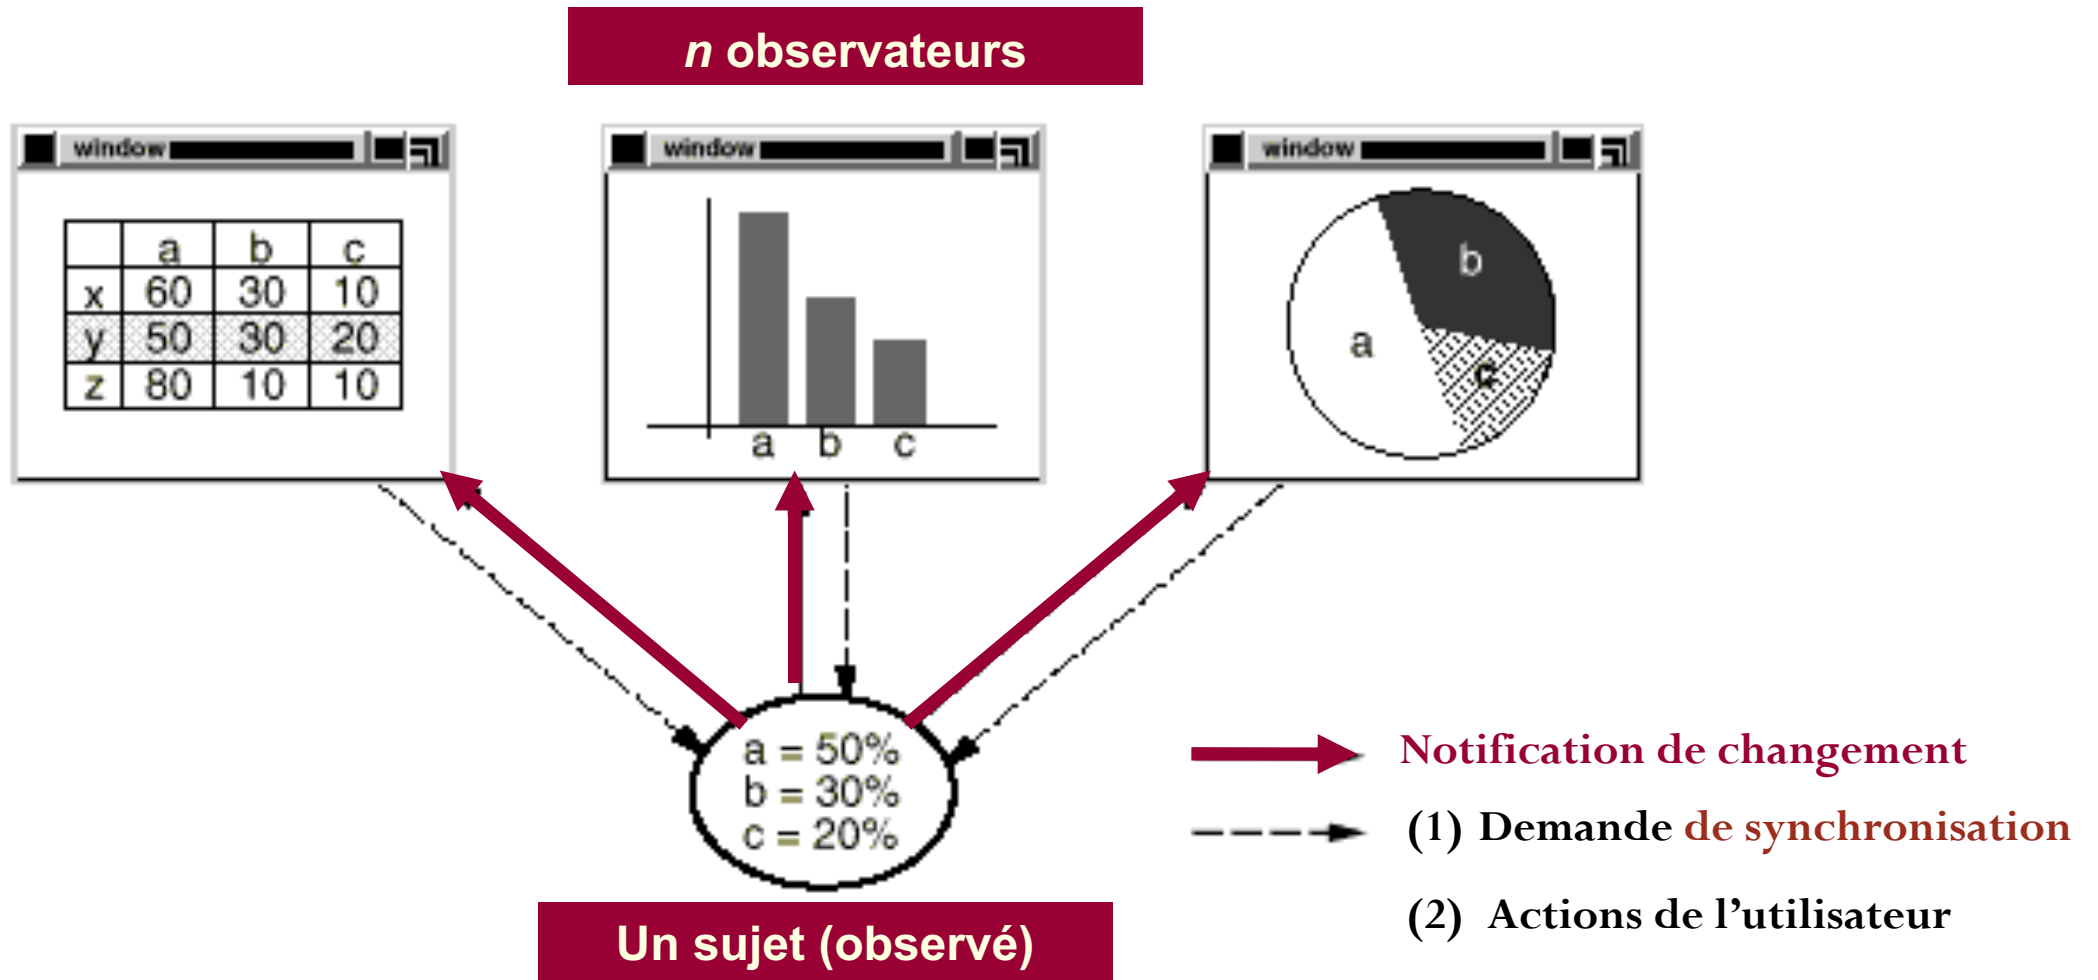 n observateurs
window
a b c
x 60 30 10
y 50 30 20
z 80 10 10
window
a b c
window
b
a
c
a = 50%
b = 30%
c = 20%
Un sujet (observé)
Notification de changement
(1) Demande de synchronisation
(2) Actions de l’utilisateur